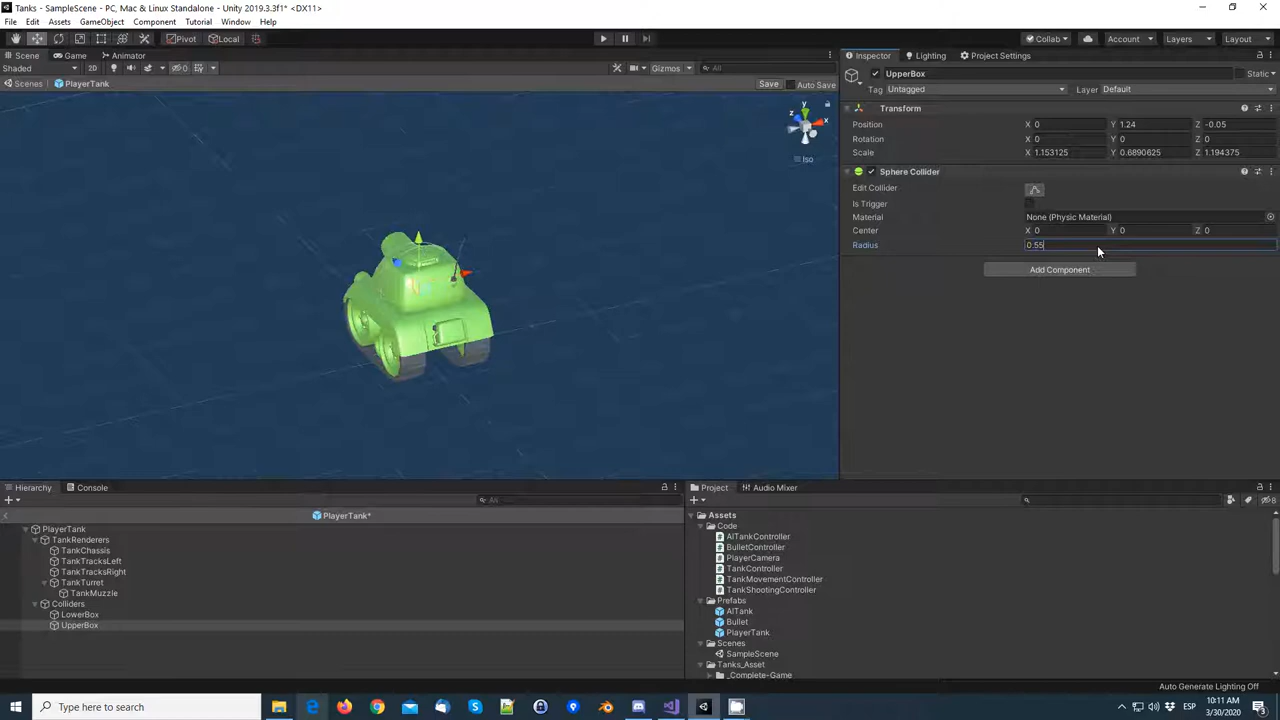 Tanks - SampleScene - PC, Mac & Linux Standalone - Unity 2019.3.3f1* <DX11>
File Edit Assets GameObject Component Tutorial Window Help
Pivot Local Collab Account Layers Layout
Scene Game Animator Inspector Lighting Project Settings
Shaded 2D 0 Gizmos All UpperBox Static
Scenes PlayerTank Save Auto Save Tag Untagged Layer Default
y z x
Iso
Transform
Position X 0 Y 1.24 Z -0.05
Rotation X 0 Y 0 Z 0
Scale X 1.153125 Y 0.6890625 Z 1.194375
Sphere Collider
Edit Collider
Is Trigger
Material None (Physic Material)
Center X 0 Y 0 Z 0
Radius 0.55
Add Component
Hierarchy Console Project Audio Mixer
All 8
PlayerTank* Assets
PlayerTank Code
TankRenderers AITankController
TankChassis BulletController
TankTracksLeft PlayerCamera
TankTracksRight TankController
TankTurret TankMovementController
TankMuzzle TankShootingController
Colliders Prefabs
LowerBox AITank
UpperBox Bullet
PlayerTank
Scenes
SampleScene
Tanks_Asset
_Complete-Game
Auto Generate Lighting Off
Type here to search ESP 10:11 AM
3/30/2020